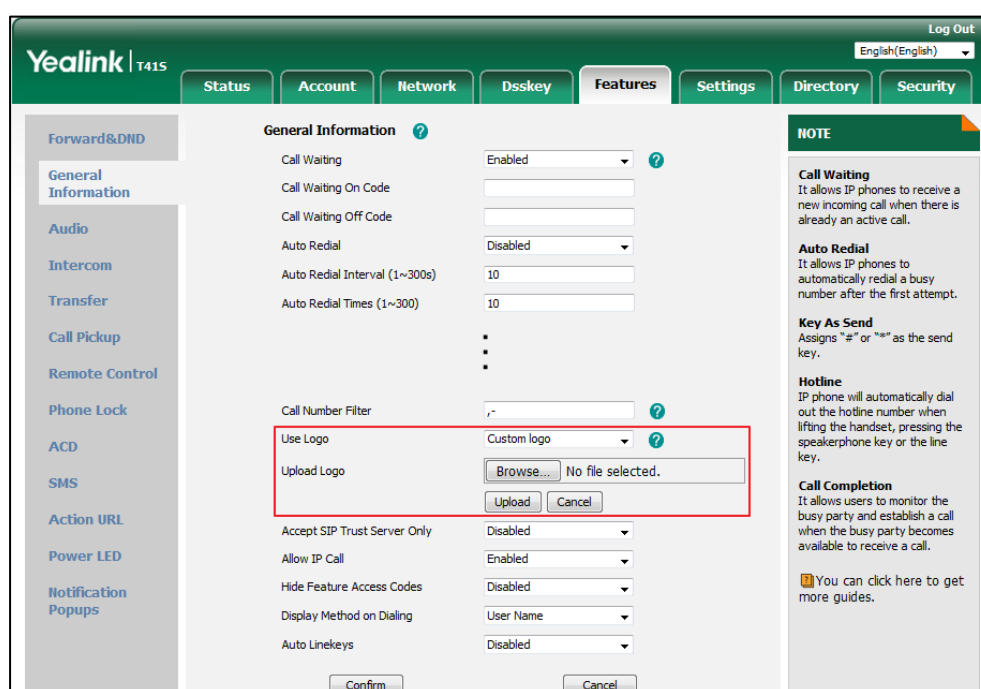 Log Out
Yealink T41S
English(English)
Status Account Network Dsskey Features Settings Directory Security
Forward&DND
General
Information
Audio
Intercom
Transfer
Call Pickup
Remote Control
Phone Lock
ACD
SMS
Action URL
Power LED
Notification
Popups
General Information ?
Call Waiting Enabled ?
Call Waiting On Code
Call Waiting Off Code
Auto Redial Disabled
Auto Redial Interval (1~300s) 10
Auto Redial Times (1~300) 10
Call Number Filter ,- ?
Use Logo Custom logo ?
Upload Logo Browse... No file selected.
Upload Cancel
Accept SIP Trust Server Only Disabled
Allow IP Call Enabled
Hide Feature Access Codes Disabled
Display Method on Dialing User Name
Auto Linekeys Disabled
Confirm Cancel
NOTE
Call Waiting
It allows IP phones to receive a
new incoming call when there is
already an active call.
Auto Redial
It allows IP phones to
automatically redial a busy
number after the first attempt.
Key As Send
Assigns "#" or "*" as the send
key.
Hotline
IP phone will automatically dial
out the hotline number when
lifting the handset, pressing the
speakerphone key or the line
key.
Call Completion
It allows users to monitor the
busy party and establish a call
when the busy party becomes
available to receive a call.
You can click here to get
more guides.